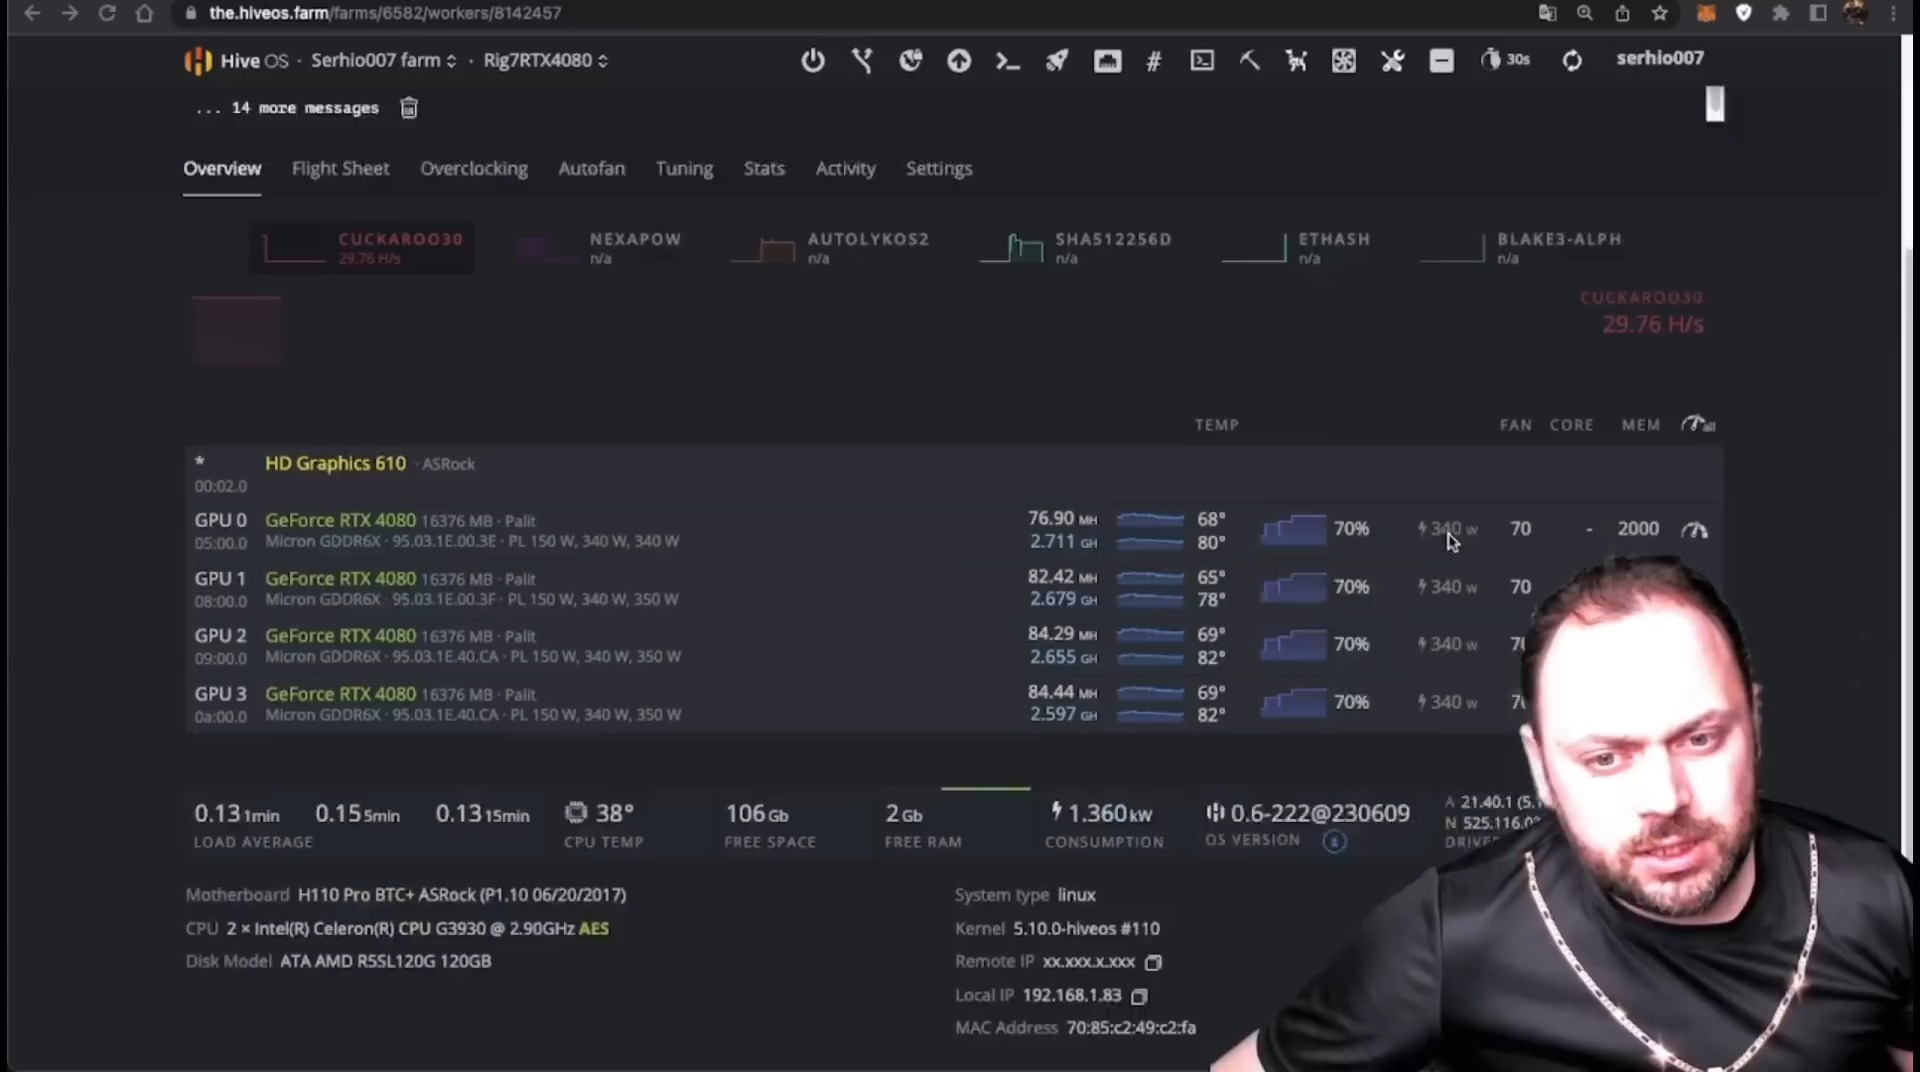 the.hiveos.farm/farms/6582/workers/8142457
Hive OS · Serhio007 farm · Rig7RTX4080
30s
serhio007
... 14 more messages
Overview Flight Sheet Overclocking Autofan Tuning Stats Activity Settings
CUCKAROO30 NEXAPOW AUTOLYKOS2 SHA512256D ETHASH BLAKE3-ALPH
29.76 H/s n/a n/a n/a n/a n/a
CUCKAROO30
29.76 H/s
TEMP FAN CORE MEM all
* HD Graphics 610 · ASRock
00:02.0
GPU 0 GeForce RTX 4080 16376 MB · Palit 76.90 MH 68° 70% 340 W 70 - 2000
05:00.0 Micron GDDR6X · 95.03.1E.00.3E · PL 150 W, 340 W, 340 W 2.711 GH 80°
GPU 1 GeForce RTX 4080 16376 MB · Palit 82.42 MH 65° 70% 340 W 70
08:00.0 Micron GDDR6X · 95.03.1E.00.3F · PL 150 W, 340 W, 350 W 2.679 GH 78°
GPU 2 GeForce RTX 4080 16376 MB · Palit 84.29 MH 69° 70% 340 W
09:00.0 Micron GDDR6X · 95.03.1E.40.CA · PL 150 W, 340 W, 350 W 2.655 GH 82°
GPU 3 GeForce RTX 4080 16376 MB · Palit 84.44 MH 69° 70% 340 W
0a:00.0 Micron GDDR6X · 95.03.1E.40.CA · PL 150 W, 340 W, 350 W 2.597 GH 82°
0.13 1min 0.15 5min 0.13 15min 38° 106 Gb 2 Gb 1.360 kW 0.6-222@230609 A 21.40.1
N 525.116.0
LOAD AVERAGE CPU TEMP FREE SPACE FREE RAM CONSUMPTION OS VERSION
Motherboard H110 Pro BTC+ ASRock (P1.10 06/20/2017)
CPU 2 × Intel(R) Celeron(R) CPU G3930 @ 2.90GHz AES
Disk Model ATA AMD R5SL120G 120GB
System type linux
Kernel 5.10.0-hiveos #110
Remote IP xx.xxx.x.xxx
Local IP 192.168.1.83
MAC Address 70:85:c2:49:c2:fa